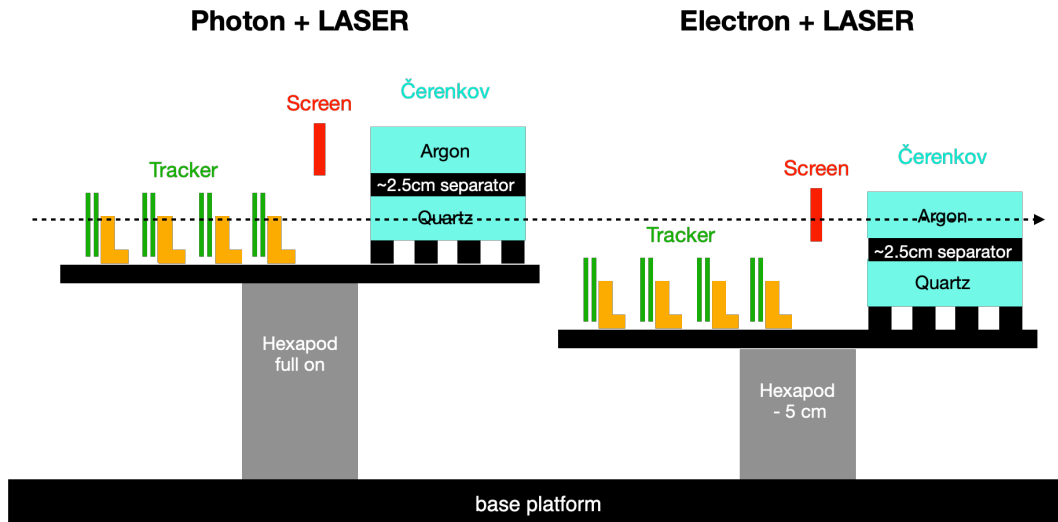 Photon + LASER
Electron + LASER
Screen
Čerenkov
Tracker
Argon
~2.5cm separator
Quartz
Hexapod
full on
Screen
Čerenkov
Tracker
Argon
~2.5cm separator
Quartz
Hexapod
- 5 cm
base platform